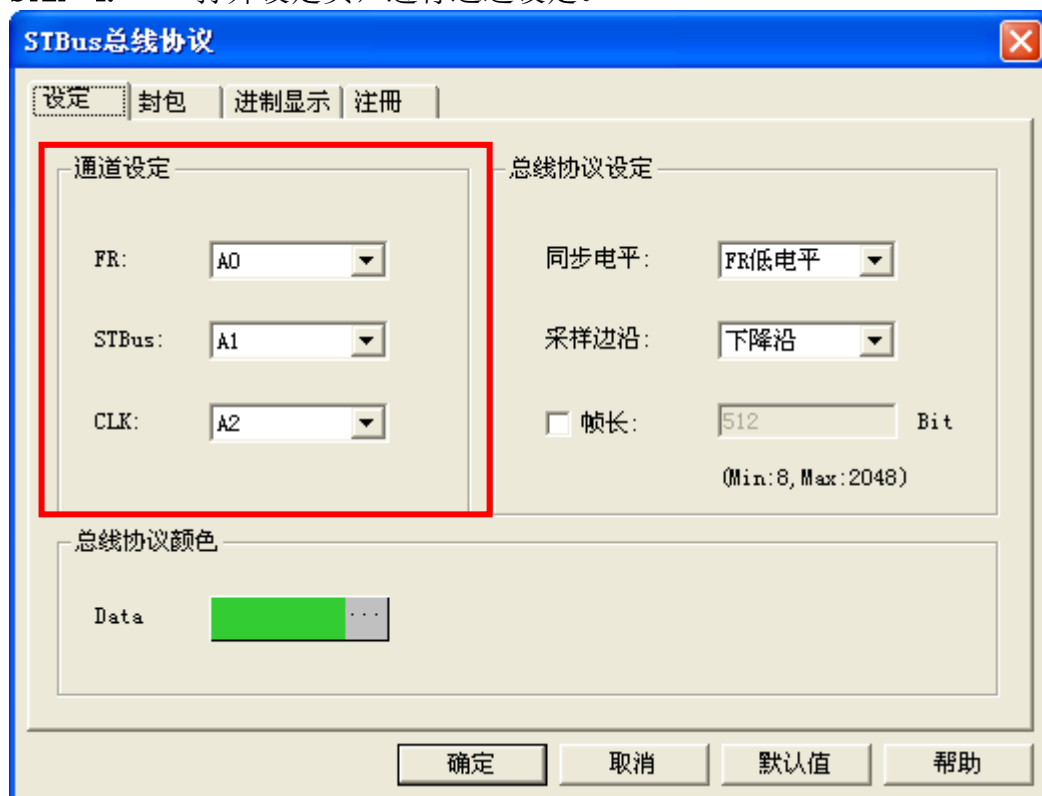 STBus总线协议
设定 封包 进制显示 注册
通道设定
FR: A0
STBus: A1
CLK: A2
总线协议设定
同步电平: FR低电平
采样边沿: 下降沿
帧长: 512 Bit
(Min:8,Max:2048)
总线协议颜色
Data ...
确定 取消 默认值 帮助